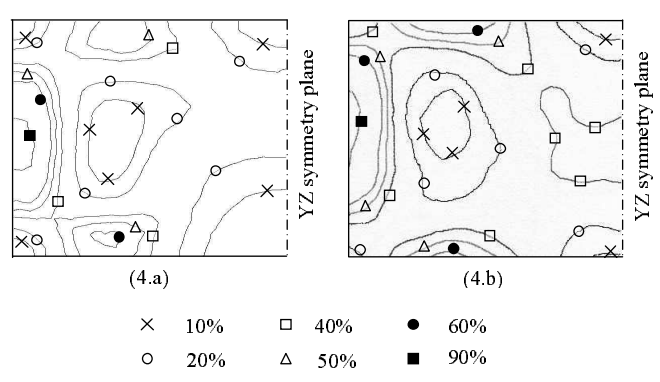 YZ symmetry plane
YZ symmetry plane
(4.a)
(4.b)
10% 40% 60%
20% 50% 90%